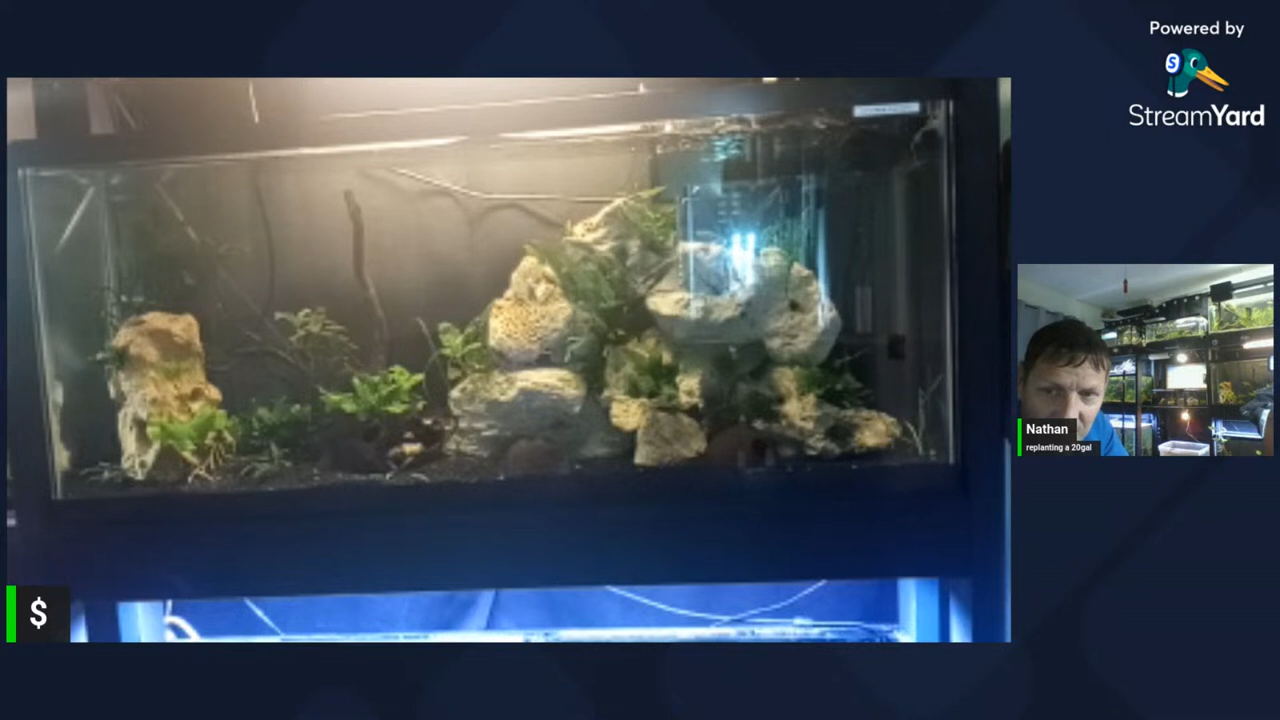 Powered by
S
StreamYard
Nathan
replanting a 20gal
$